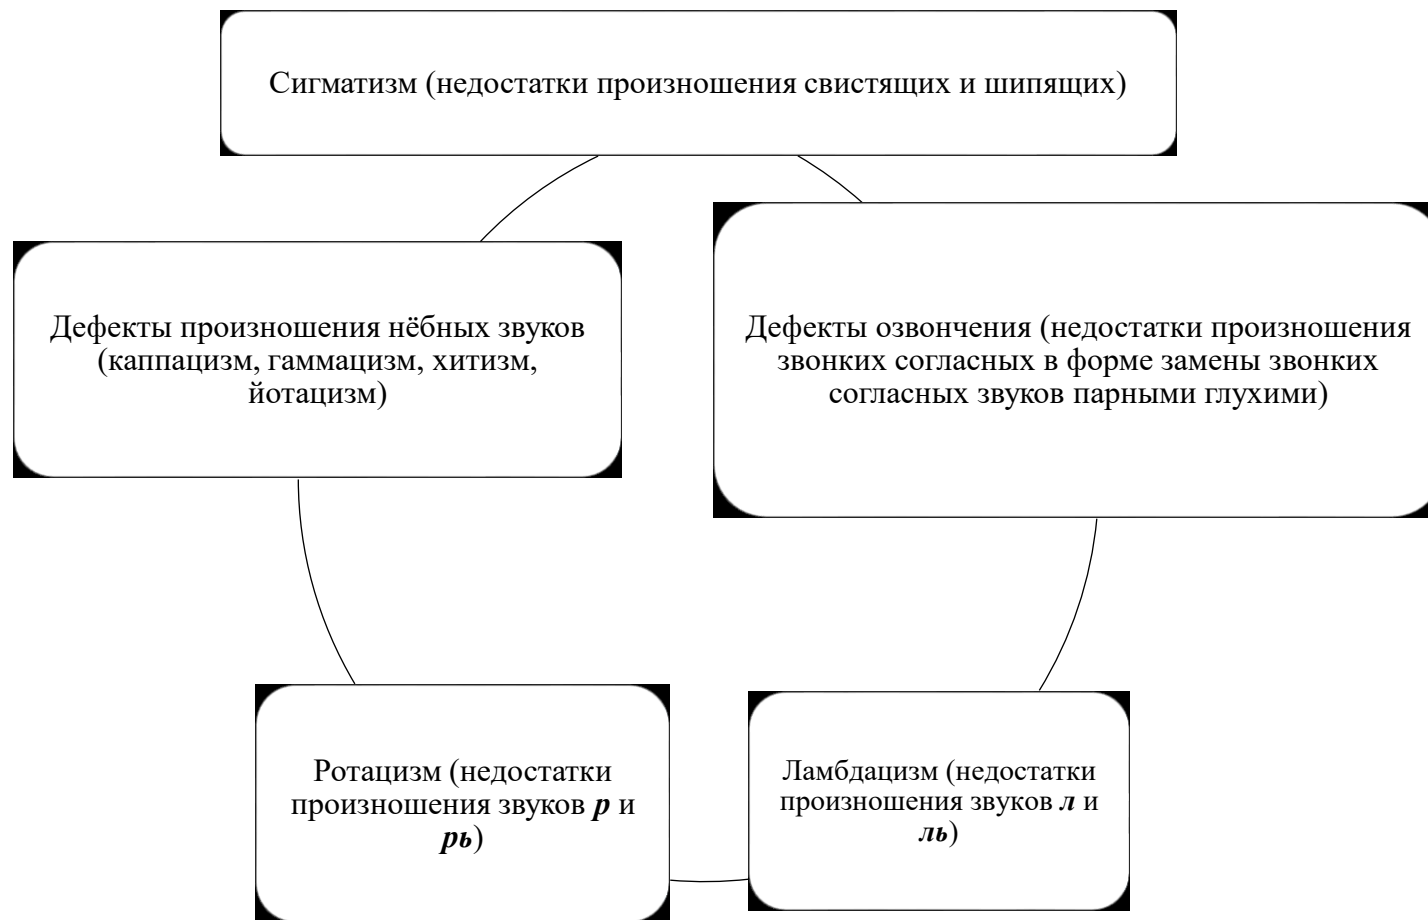 Сигматизм (недостатки произношения свистящих и шипящих)
Дефекты произношения нёбных звуков
(каппацизм, гаммацизм, хитизм,
йотацизм)
Дефекты озвончения (недостатки произношения
звонких согласных в форме замены звонких
согласных звуков парными глухими)
Ротацизм (недостатки
произношения звуков р и
рь)
Ламбдацизм (недостатки
произношения звуков л и
ль)